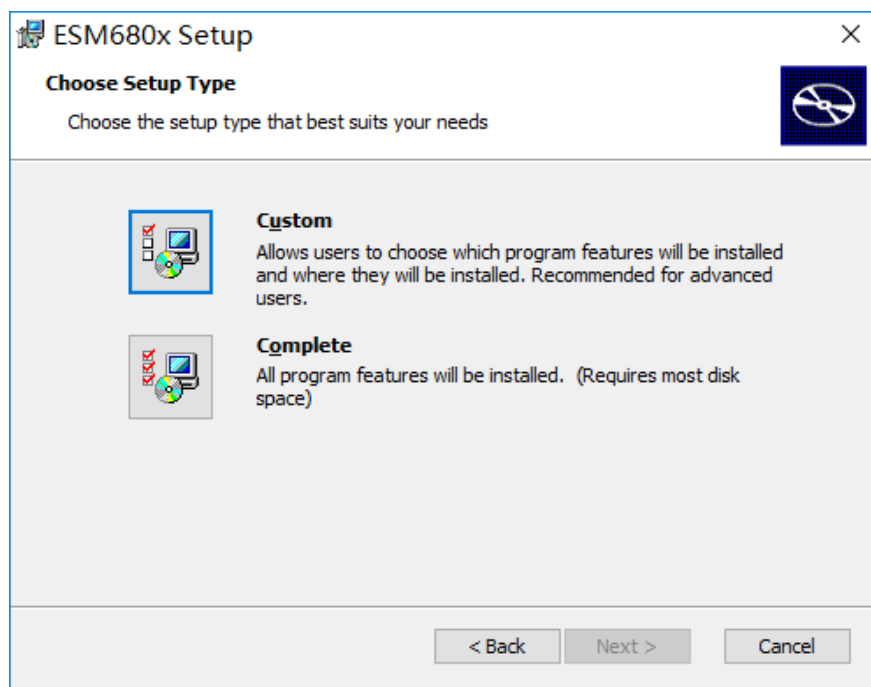 ESM680x Setup
Choose Setup Type
Choose the setup type that best suits your needs
Custom
Allows users to choose which program features will be installed
and where they will be installed. Recommended for advanced
users.
Complete
All program features will be installed.  (Requires most disk
space)
< Back Next > Cancel